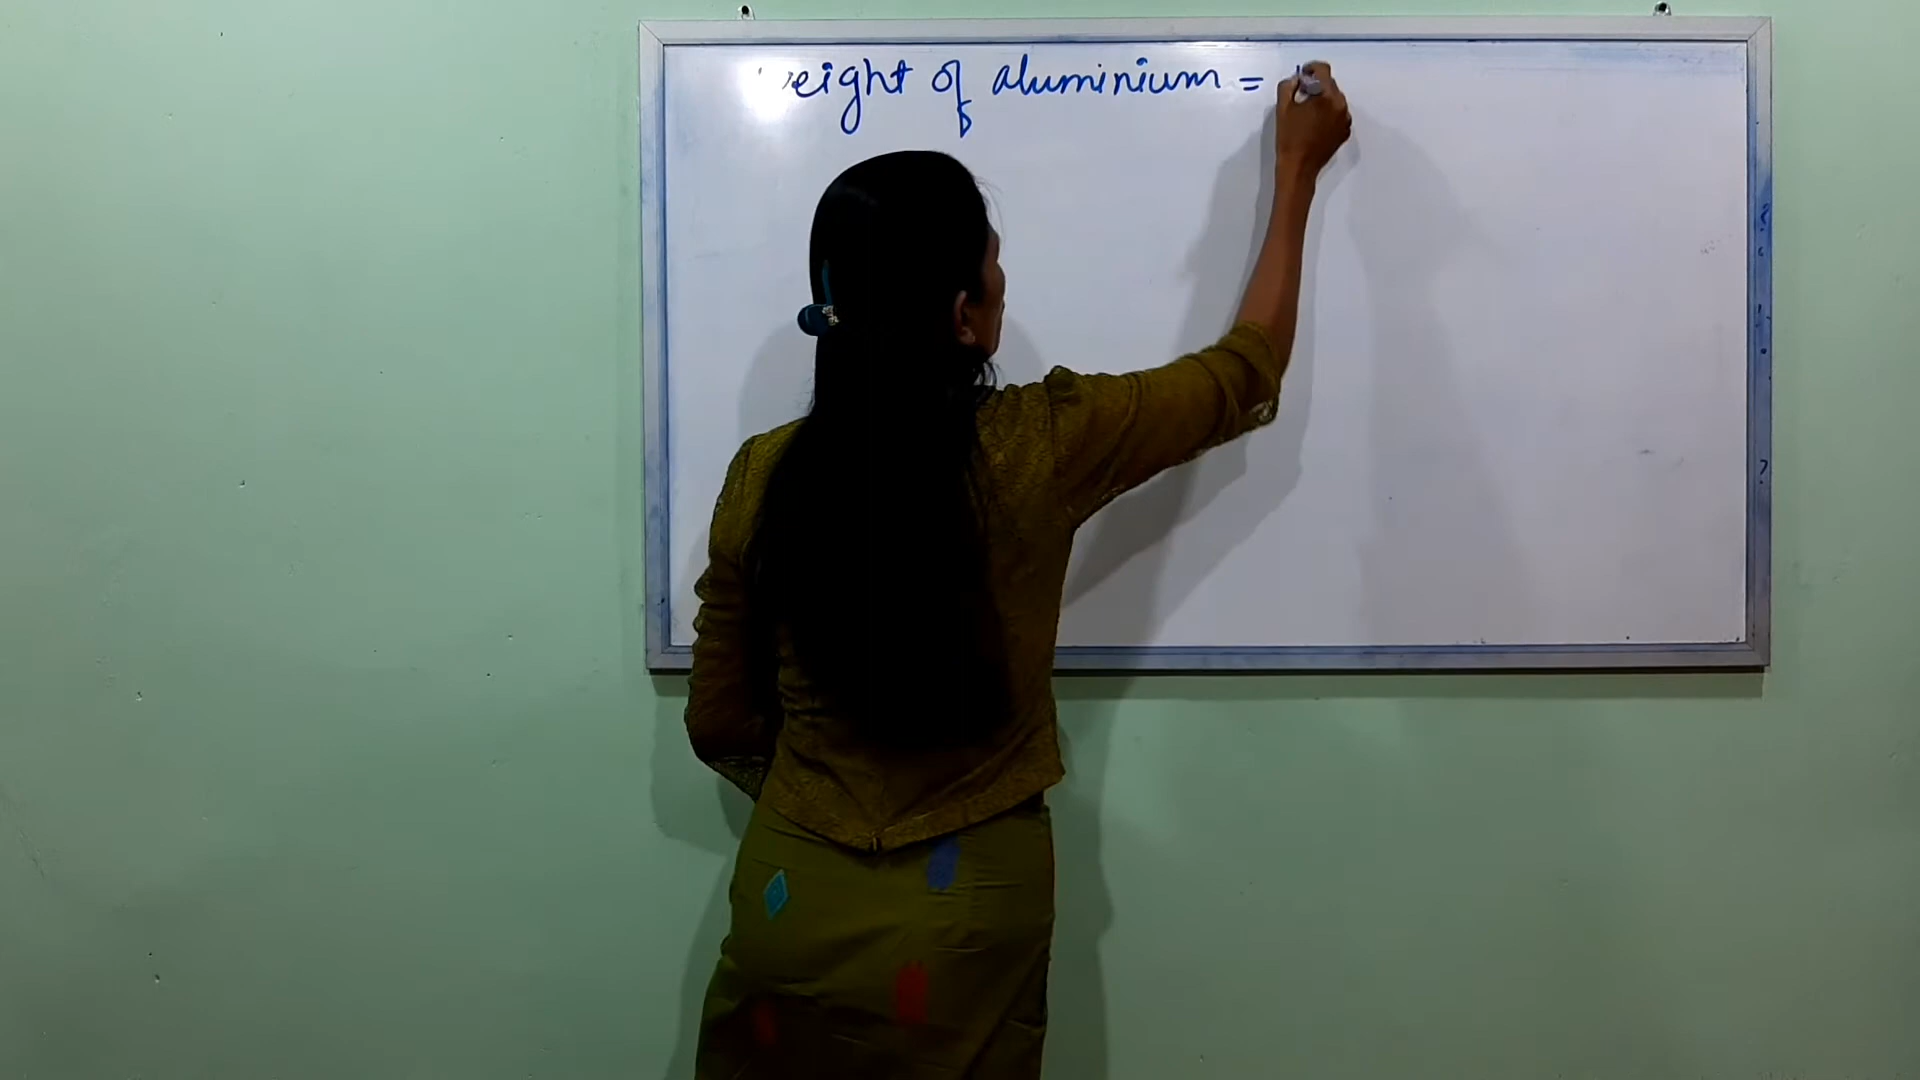 weight of aluminium =